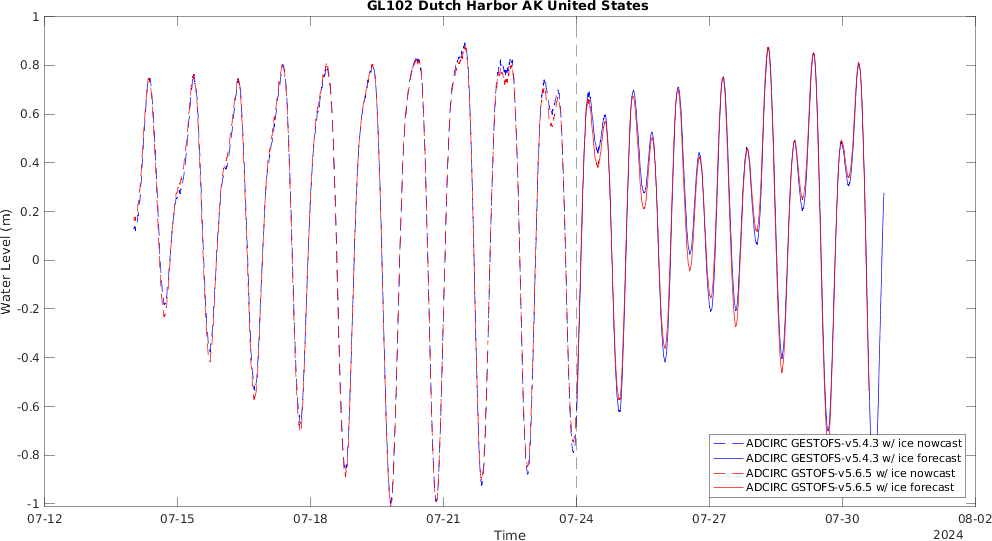 GL102 Dutch Harbor AK United States
Water Level (m)
1
0.8
0.6
0.4
0.2
0
-0.2
-0.4
-0.6
-0.8
-1
07-12
07-15
07-18
07-21
07-24
07-27
07-30
08-02
Time
2024
ADCIRC GESTOFS-v5.4.3 w/ ice nowcast
ADCIRC GESTOFS-v5.4.3 w/ ice forecast
ADCIRC GSTOFS-v5.6.5 w/ ice nowcast
ADCIRC GSTOFS-v5.6.5 w/ ice forecast